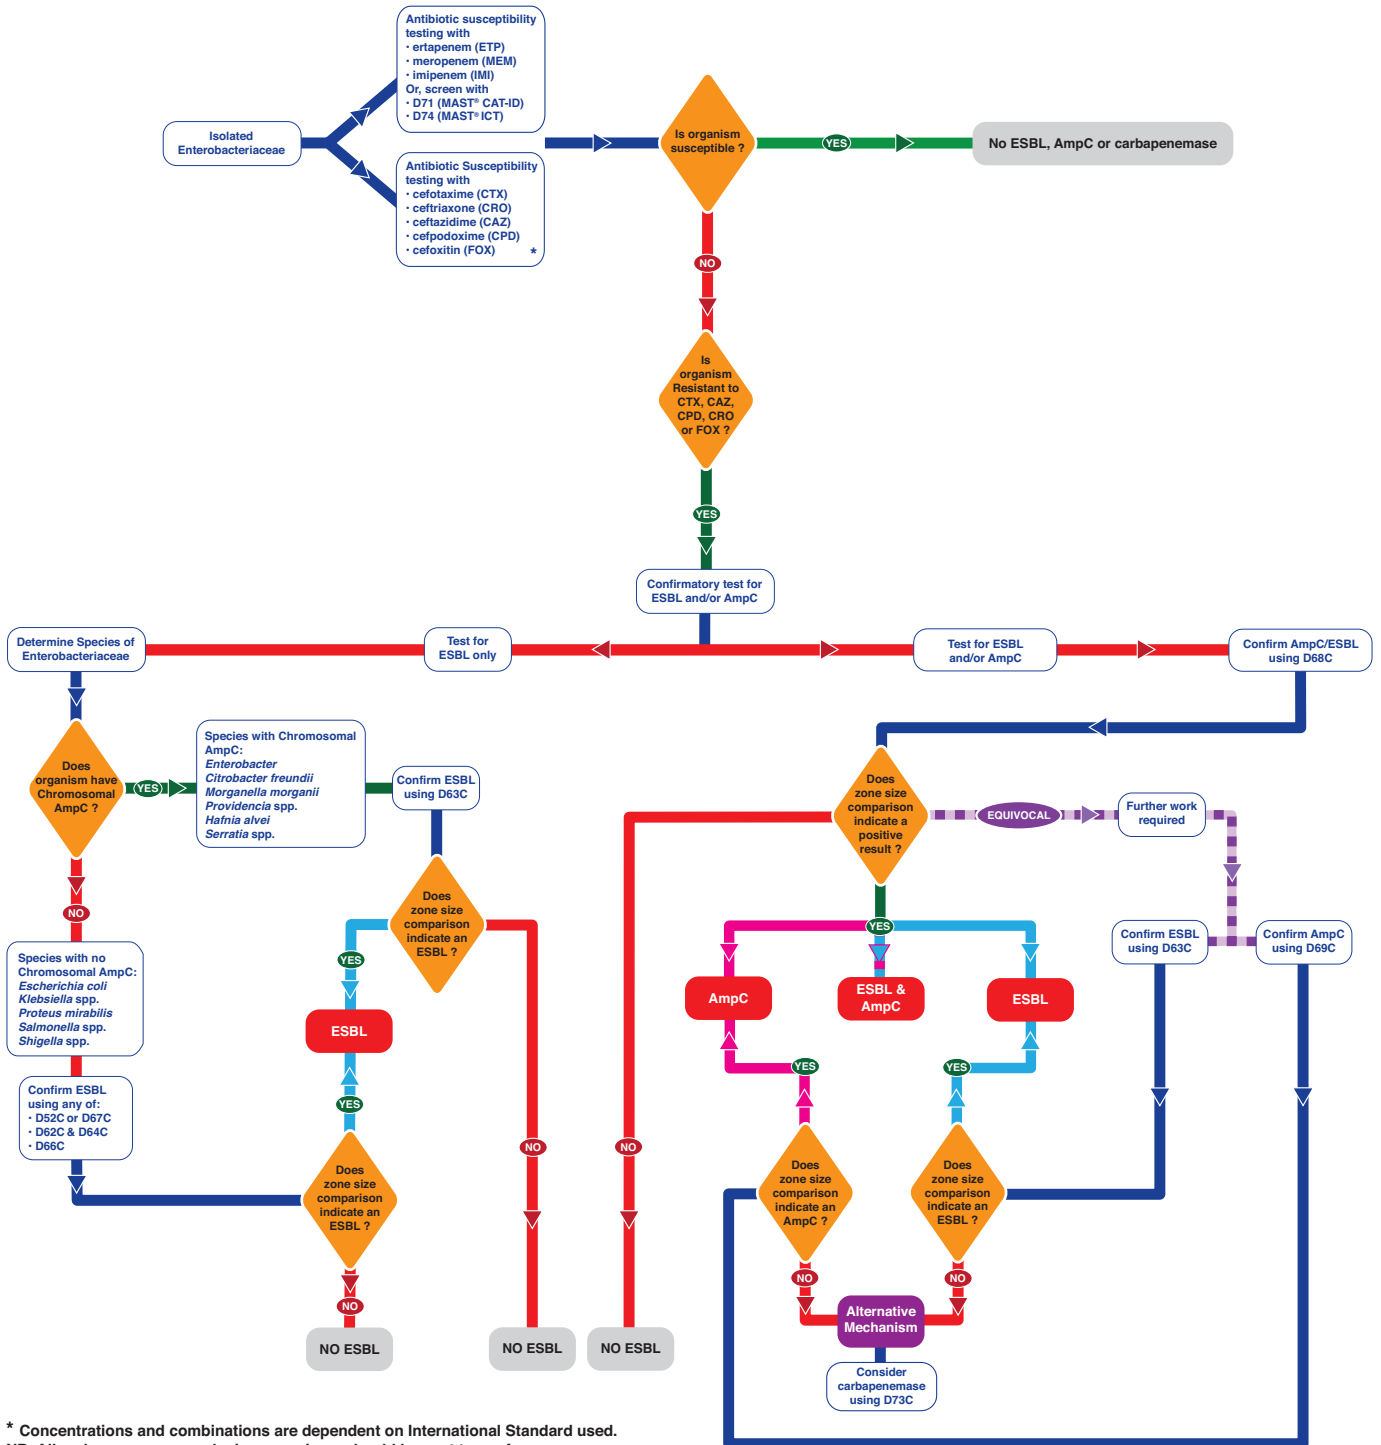 Antibiotic susceptibility
testing with
· ertapenem (ETP)
· meropenem (MEM)
· imipenem (IMI)
Or, screen with
· D71 (MAST® CAT-ID)
· D74 (MAST® ICT)
Isolated
Enterobacteriaceae
Antibiotic Susceptibility
testing with
· cefotaxime (CTX)
· ceftriaxone (CRO)
· ceftazidime (CAZ)
· cefpodoxime (CPD)
· cefoxitin (FOX) *
Is organism
susceptible ?
YES
No ESBL, AmpC or carbapenemase
NO
Is
organism
Resistant to
CTX, CAZ,
CPD, CRO
or FOX ?
YES
Confirmatory test for
ESBL and/or AmpC
Determine Species of
Enterobacteriaceae
Test for
ESBL only
Test for ESBL
and/or AmpC
Confirm AmpC/ESBL
using D68C
Does
organism have
Chromosomal
AmpC ?
YES
Species with Chromosomal
AmpC:
Enterobacter
Citrobacter freundii
Morganella morganii
Providencia spp.
Hafnia alvei
Serratia spp.
Confirm ESBL
using D63C
Does
zone size
comparison
indicate an
ESBL ?
NO
Species with no
Chromosomal AmpC:
Escherichia coli
Klebsiella spp.
Proteus mirabilis
Salmonella spp.
Shigella spp.
Confirm ESBL
using any of:
· D52C or D67C
· D62C & D64C
· D66C
YES
ESBL
YES
Does
zone size
comparison
indicate an
ESBL ?
NO
NO ESBL
NO
NO ESBL
Does
zone size
comparison
indicate a
positive
result ?
EQUIVOCAL
Further work
required
NO
NO ESBL
YES
AmpC
ESBL &
AmpC
ESBL
Confirm ESBL
using D63C
Confirm AmpC
using D69C
YES
YES
Does
zone size
comparison
indicate an
AmpC ?
Does
zone size
comparison
indicate an
ESBL ?
NO
NO
Alternative
Mechanism
Consider
carbapenemase
using D73C
* Concentrations and combinations are dependent on International Standard used.